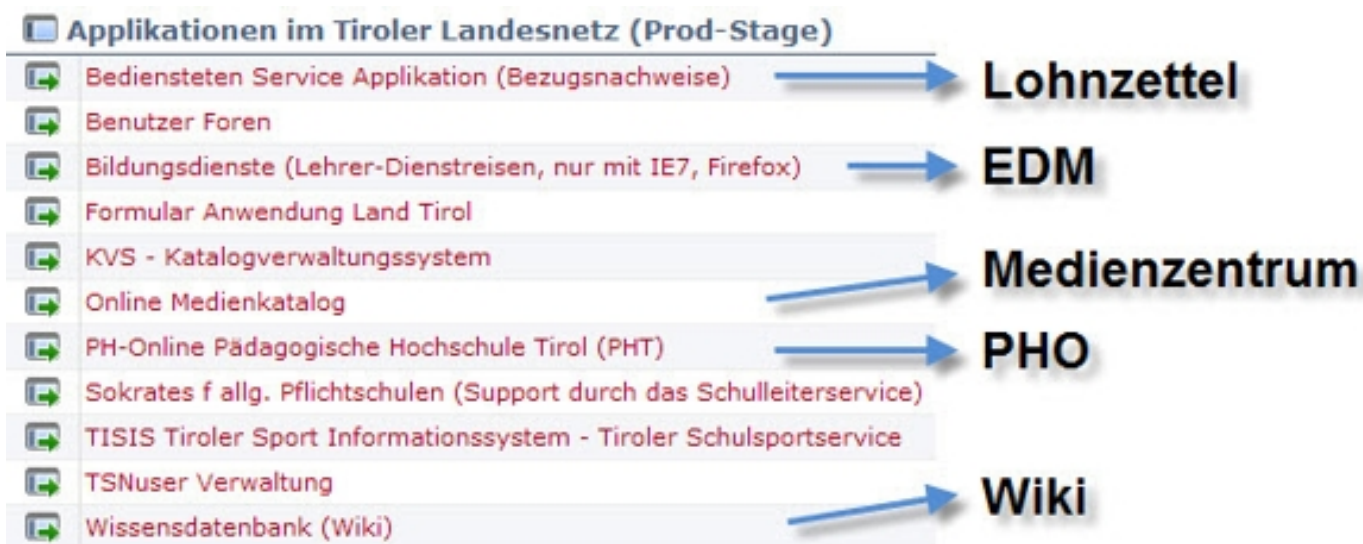 Applikationen im Tiroler Landesnetz (Prod-Stage)
Bediensteten Service Applikation (Bezugsnachweise)
Lohnzettel
Benutzer Foren
Bildungsdienste (Lehrer-Dienstreisen, nur mit IE7, Firefox)
EDM
Formular Anwendung Land Tirol
KVS - Katalogverwaltungssystem
Online Medienkatalog
Medienzentrum
PH-Online Pädagogische Hochschule Tirol (PHT)
PHO
Sokrates f allg. Pflichtschulen (Support durch das Schulleiterservice)
TISIS Tiroler Sport Informationssystem - Tiroler Schulsportservice
TSNuser Verwaltung
Wissensdatenbank (Wiki)
Wiki